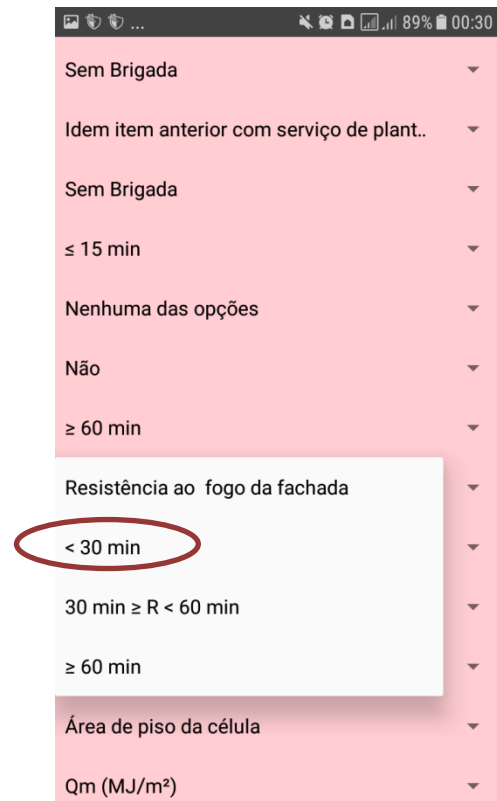 ... 89% 00:30
Sem Brigada
Idem item anterior com serviço de plant..
Sem Brigada
≤ 15 min
Nenhuma das opções
Não
≥ 60 min
Resistência ao fogo da fachada
< 30 min
30 min ≥ R < 60 min
≥ 60 min
Área de piso da célula
Qm (MJ/m²)